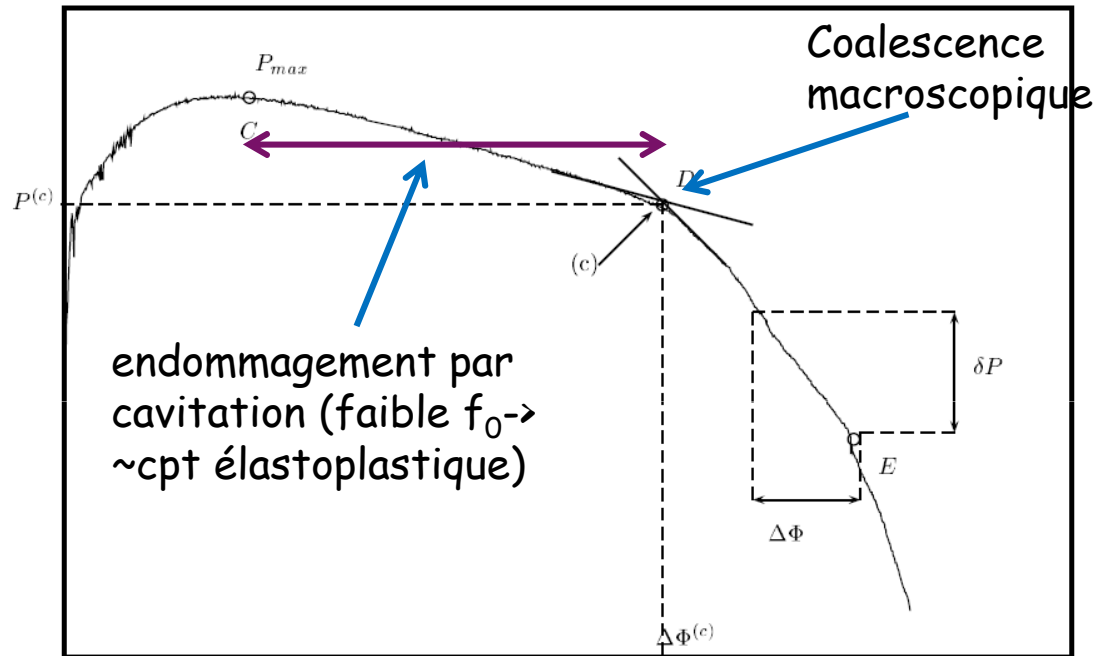 Coalescence
macroscopique
P_max
C
P^(c)
D
(c)
endommagement par
cavitation (faible f₀->
~cpt élastoplastique)
δP
E
ΔΦ
ΔΦ^(c)